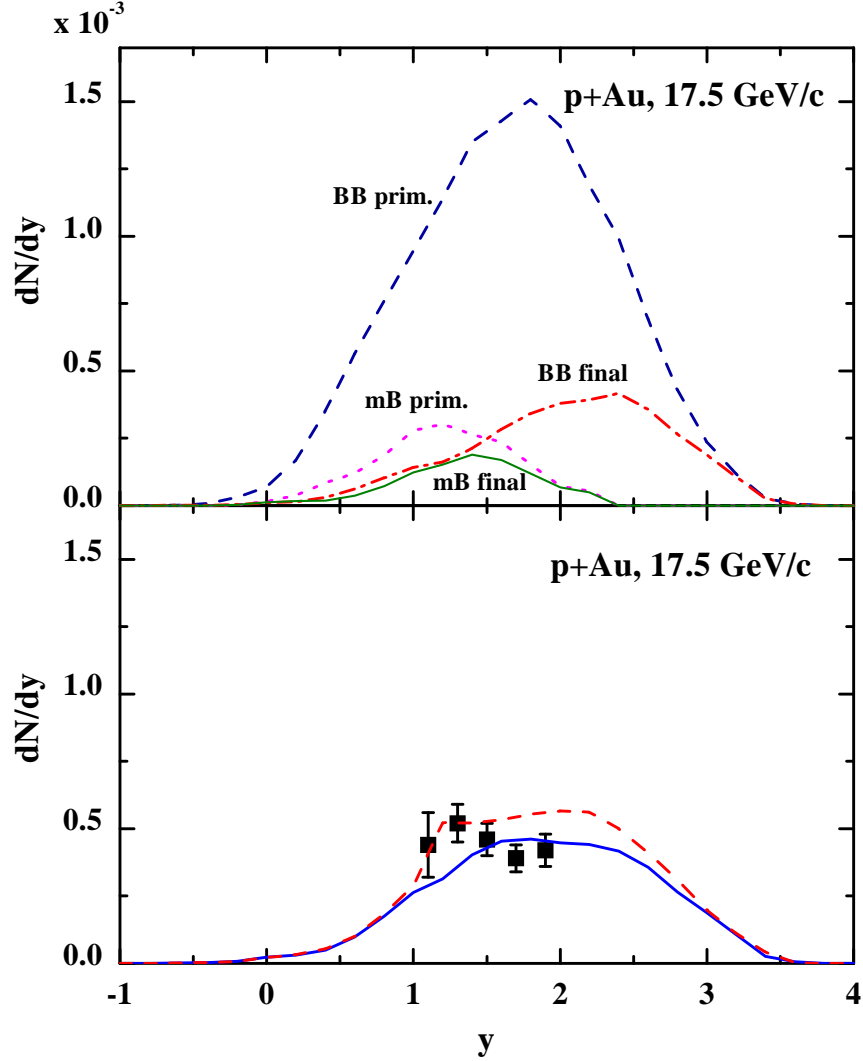 x 10⁻³
p+Au, 17.5 GeV/c
1.5
BB prim.
1.0
dN/dy
0.5
BB final
mB prim.
mB final
0.0
p+Au, 17.5 GeV/c
1.5
1.0
dN/dy
0.5
0.0
-1 0 1 2 3 4
y